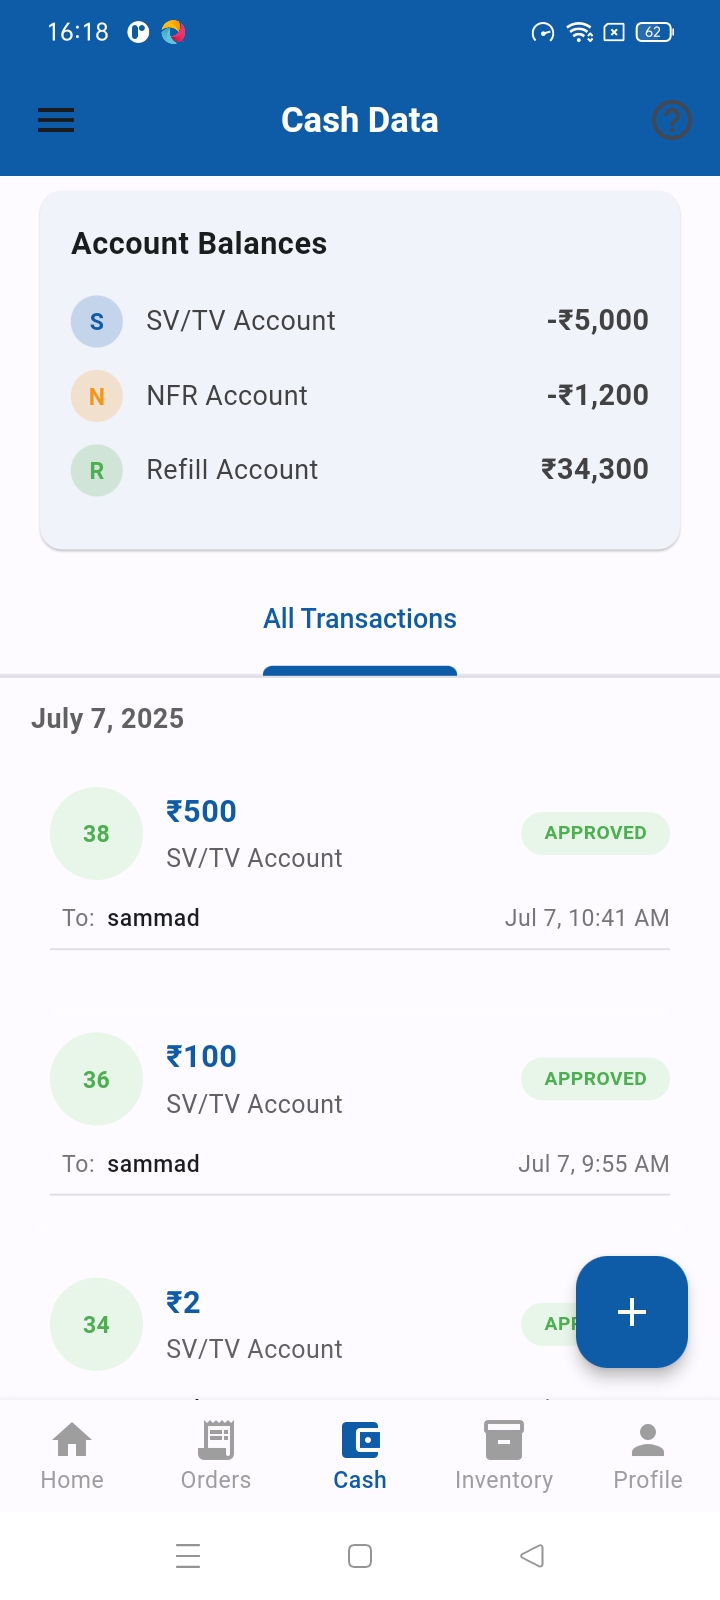 16:18
62
Cash Data
Account Balances
S SV/TV Account -₹5,000
N NFR Account -₹1,200
R Refill Account ₹34,300
All Transactions
July 7, 2025
38 ₹500 APPROVED
SV/TV Account
To: sammad Jul 7, 10:41 AM
36 ₹100 APPROVED
SV/TV Account
To: sammad Jul 7, 9:55 AM
34 ₹2
SV/TV Account
Home Orders Cash Inventory Profile